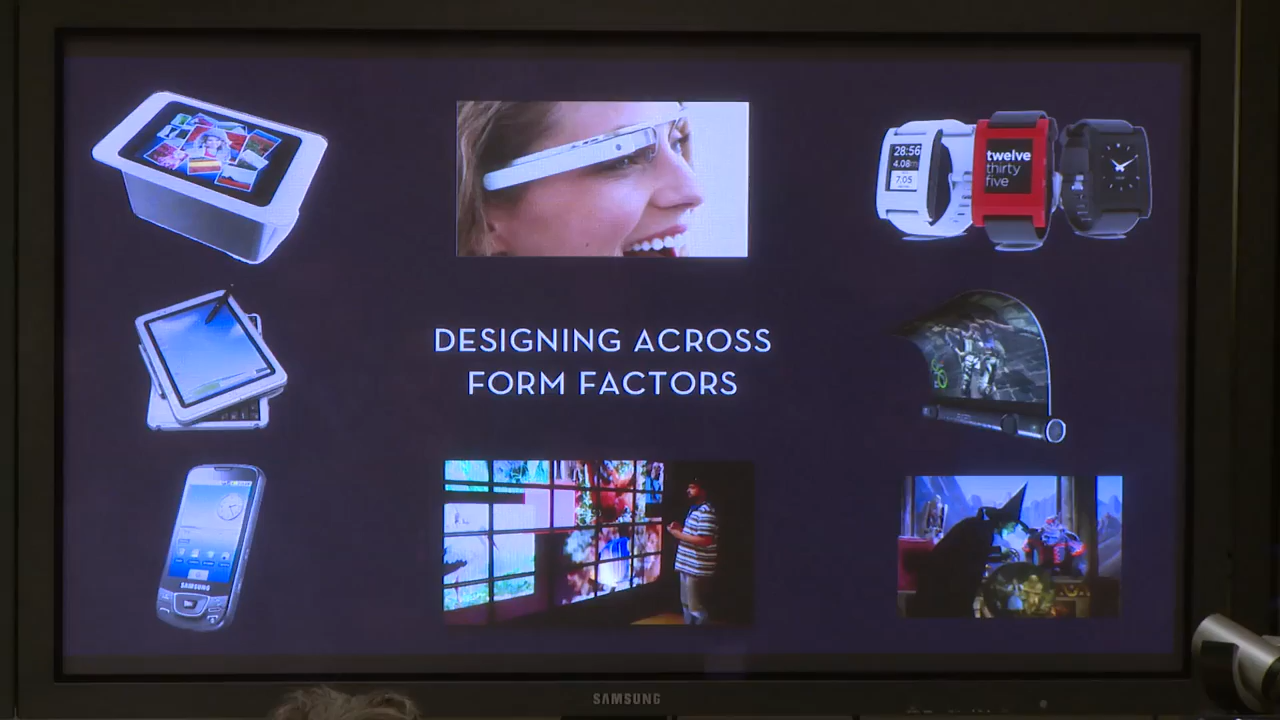 28:56
4.08
7:05
twelve
thirty
five
DESIGNING ACROSS
FORM FACTORS
SAMSUNG
SAMSUNG